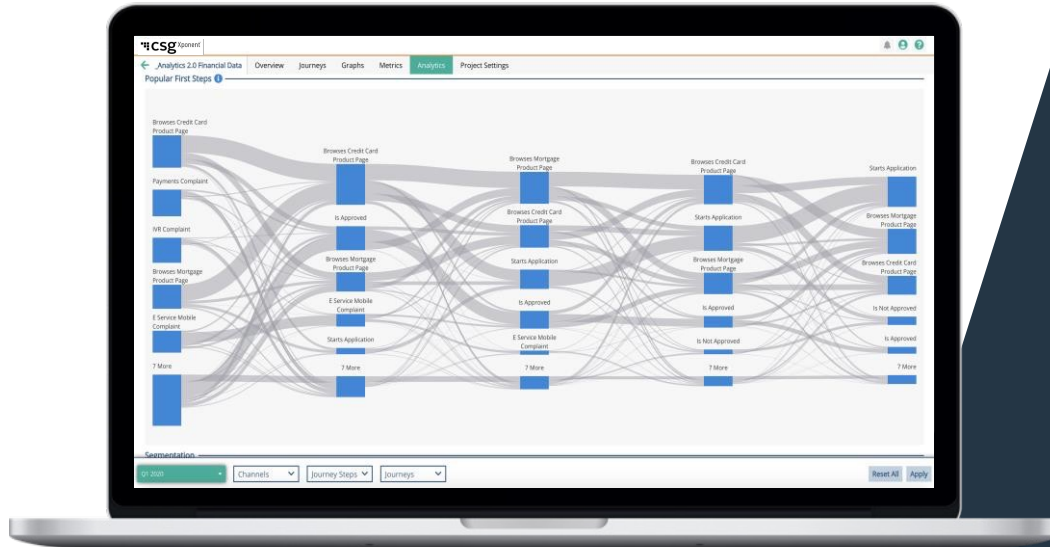 csg Xponent
_Analytics 2.0 Financial Data Overview Journeys Graphs Metrics Analytics Project Settings
Popular First Steps
Browses Credit Card
Product Page
Payments Complaint
IVR Complaint
Browses Mortgage
Product Page
E Service Mobile
Complaint
7 More
Browses Credit Card
Product Page
Is Approved
Browses Mortgage
Product Page
E Service Mobile
Complaint
Starts Application
7 More
Browses Mortgage
Product Page
Browses Credit Card
Product Page
Starts Application
Is Approved
E Service Mobile
Complaint
7 More
Browses Credit Card
Product Page
Starts Application
Browses Mortgage
Product Page
Is Approved
Is Not Approved
7 More
Starts Application
Browses Mortgage
Product Page
Browses Credit Card
Product Page
Is Not Approved
Is Approved
7 More
Segmentation
Q1 2020 Channels Journey Steps Journeys Reset All Apply